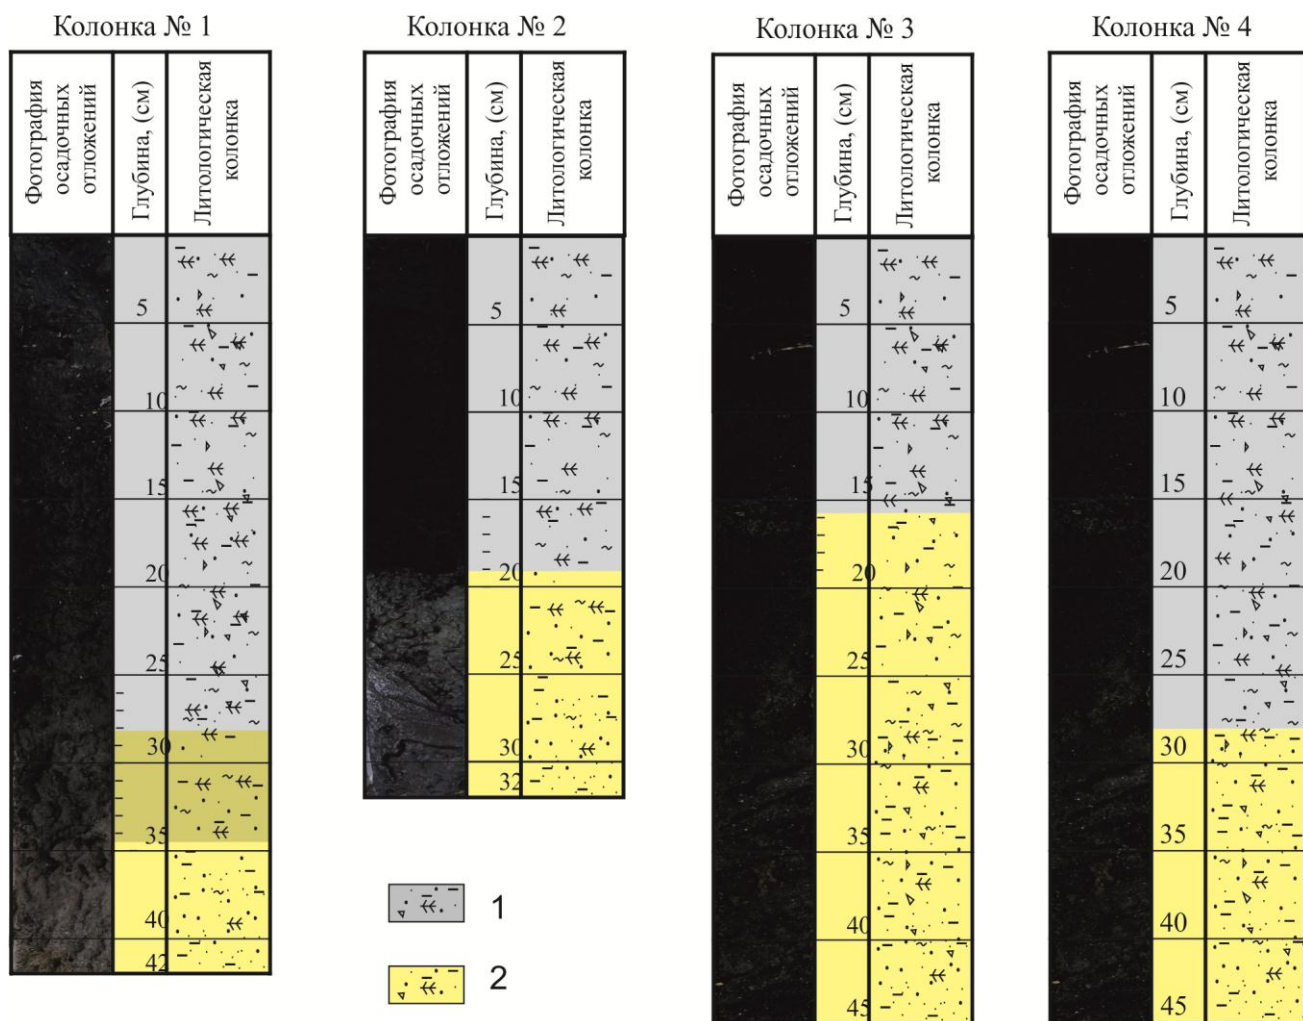 Колонка № 1
Фотография
осадочных
отложений
Глубина, (см)
Литологическая
колонка
5
10
15
20
25
30
35
40
42
Колонка № 2
Фотография
осадочных
отложений
Глубина, (см)
Литологическая
колонка
5
10
15
20
25
30
32
1
2
Колонка № 3
Фотография
осадочных
отложений
Глубина, (см)
Литологическая
колонка
5
10
15
20
25
30
35
40
45
Колонка № 4
Фотография
осадочных
отложений
Глубина, (см)
Литологическая
колонка
5
10
15
20
25
30
35
40
45